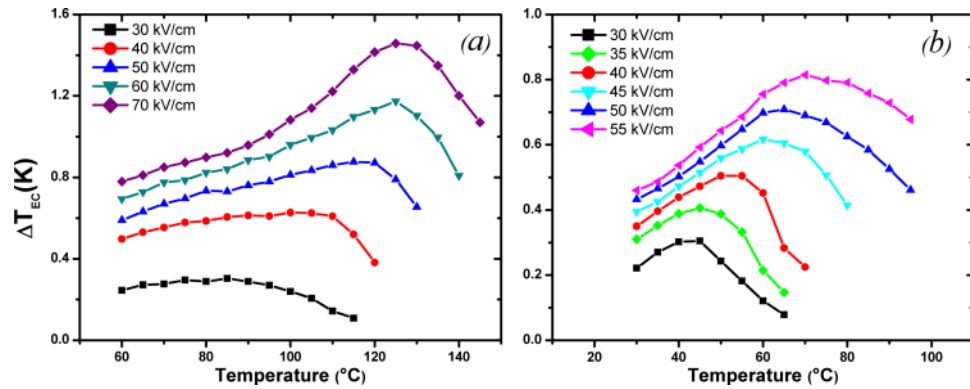 (a)
30 kV/cm
40 kV/cm
50 kV/cm
60 kV/cm
70 kV/cm
ΔT_EC(K)
1.6
1.2
0.8
0.4
0.0
60 80 100 120 140
Temperature (°C)
(b)
30 kV/cm
35 kV/cm
40 kV/cm
45 kV/cm
50 kV/cm
55 kV/cm
1.0
0.8
0.6
0.4
0.2
0.0
20 40 60 80 100
Temperature (°C)